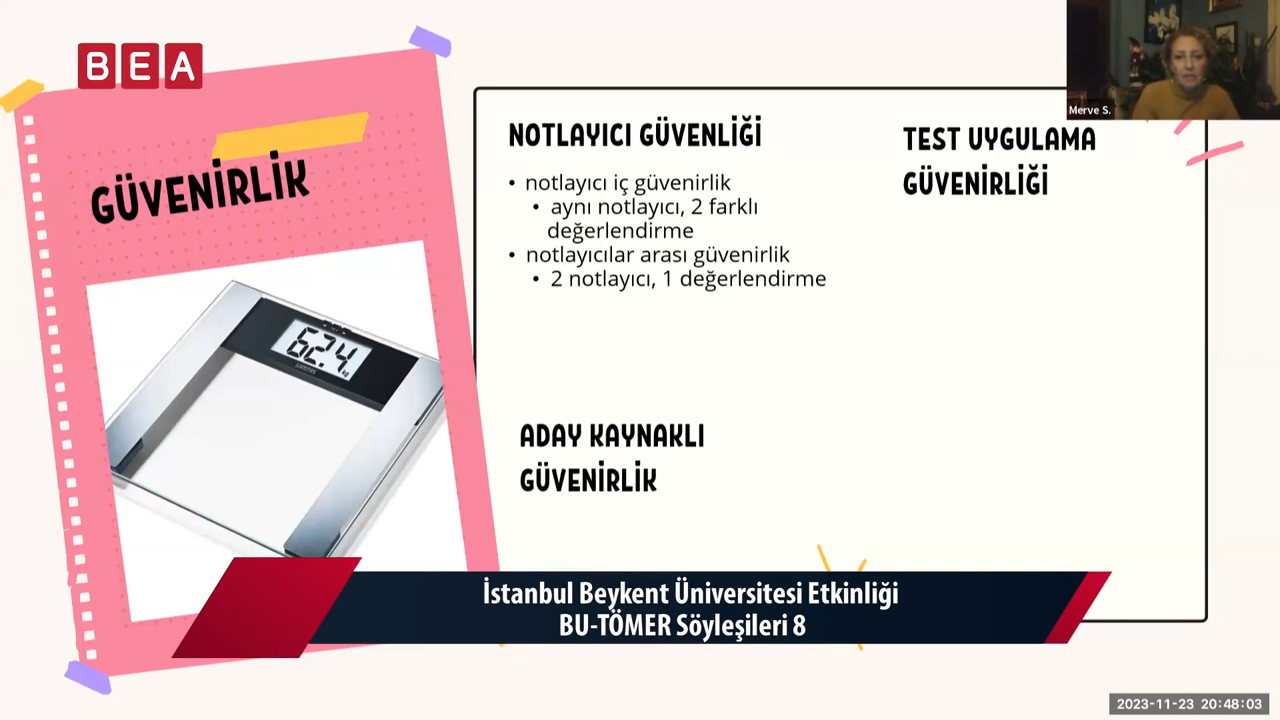 BEA
Merve S.
GÜVENİRLİK
62.4
kg
NOTLAYICI GÜVENLİĞİ
• notlayıcı iç güvenirlik
• aynı notlayıcı, 2 farklı
değerlendirme
• notlayıcılar arası güvenirlik
• 2 notlayıcı, 1 değerlendirme
TEST UYGULAMA
GÜVENİRLİĞİ
ADAY KAYNAKLI
GÜVENİRLİK
İstanbul Beykent Üniversitesi Etkinliği
BU-TÖMER Söyleşileri 8
2023-11-23 20:48:03